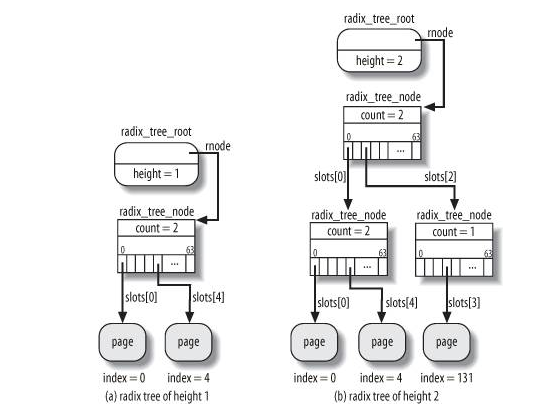 radix_tree_root
rnode
height = 1
radix_tree_node
count = 2
0 63
...
slots[0] slots[4]
page page
index = 0 index = 4
(a) radix tree of height 1
radix_tree_root
rnode
height = 2
radix_tree_node
count = 2
0 63
...
slots[0] slots[2]
radix_tree_node radix_tree_node
count = 2 count = 1
0 63 0 63
... ...
slots[0] slots[4] slots[3]
page page page
index = 0 index = 4 index = 131
(b) radix tree of height 2